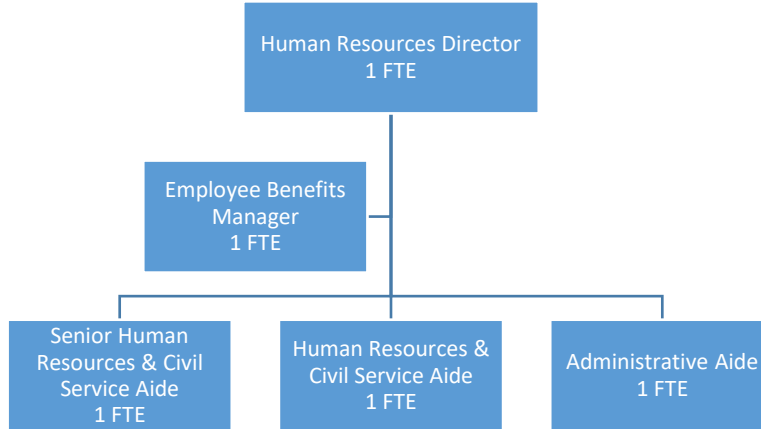 Human Resources Director
1 FTE
Employee Benefits
Manager
1 FTE
Senior Human
Resources & Civil
Service Aide
1 FTE
Human Resources &
Civil Service Aide
1 FTE
Administrative Aide
1 FTE